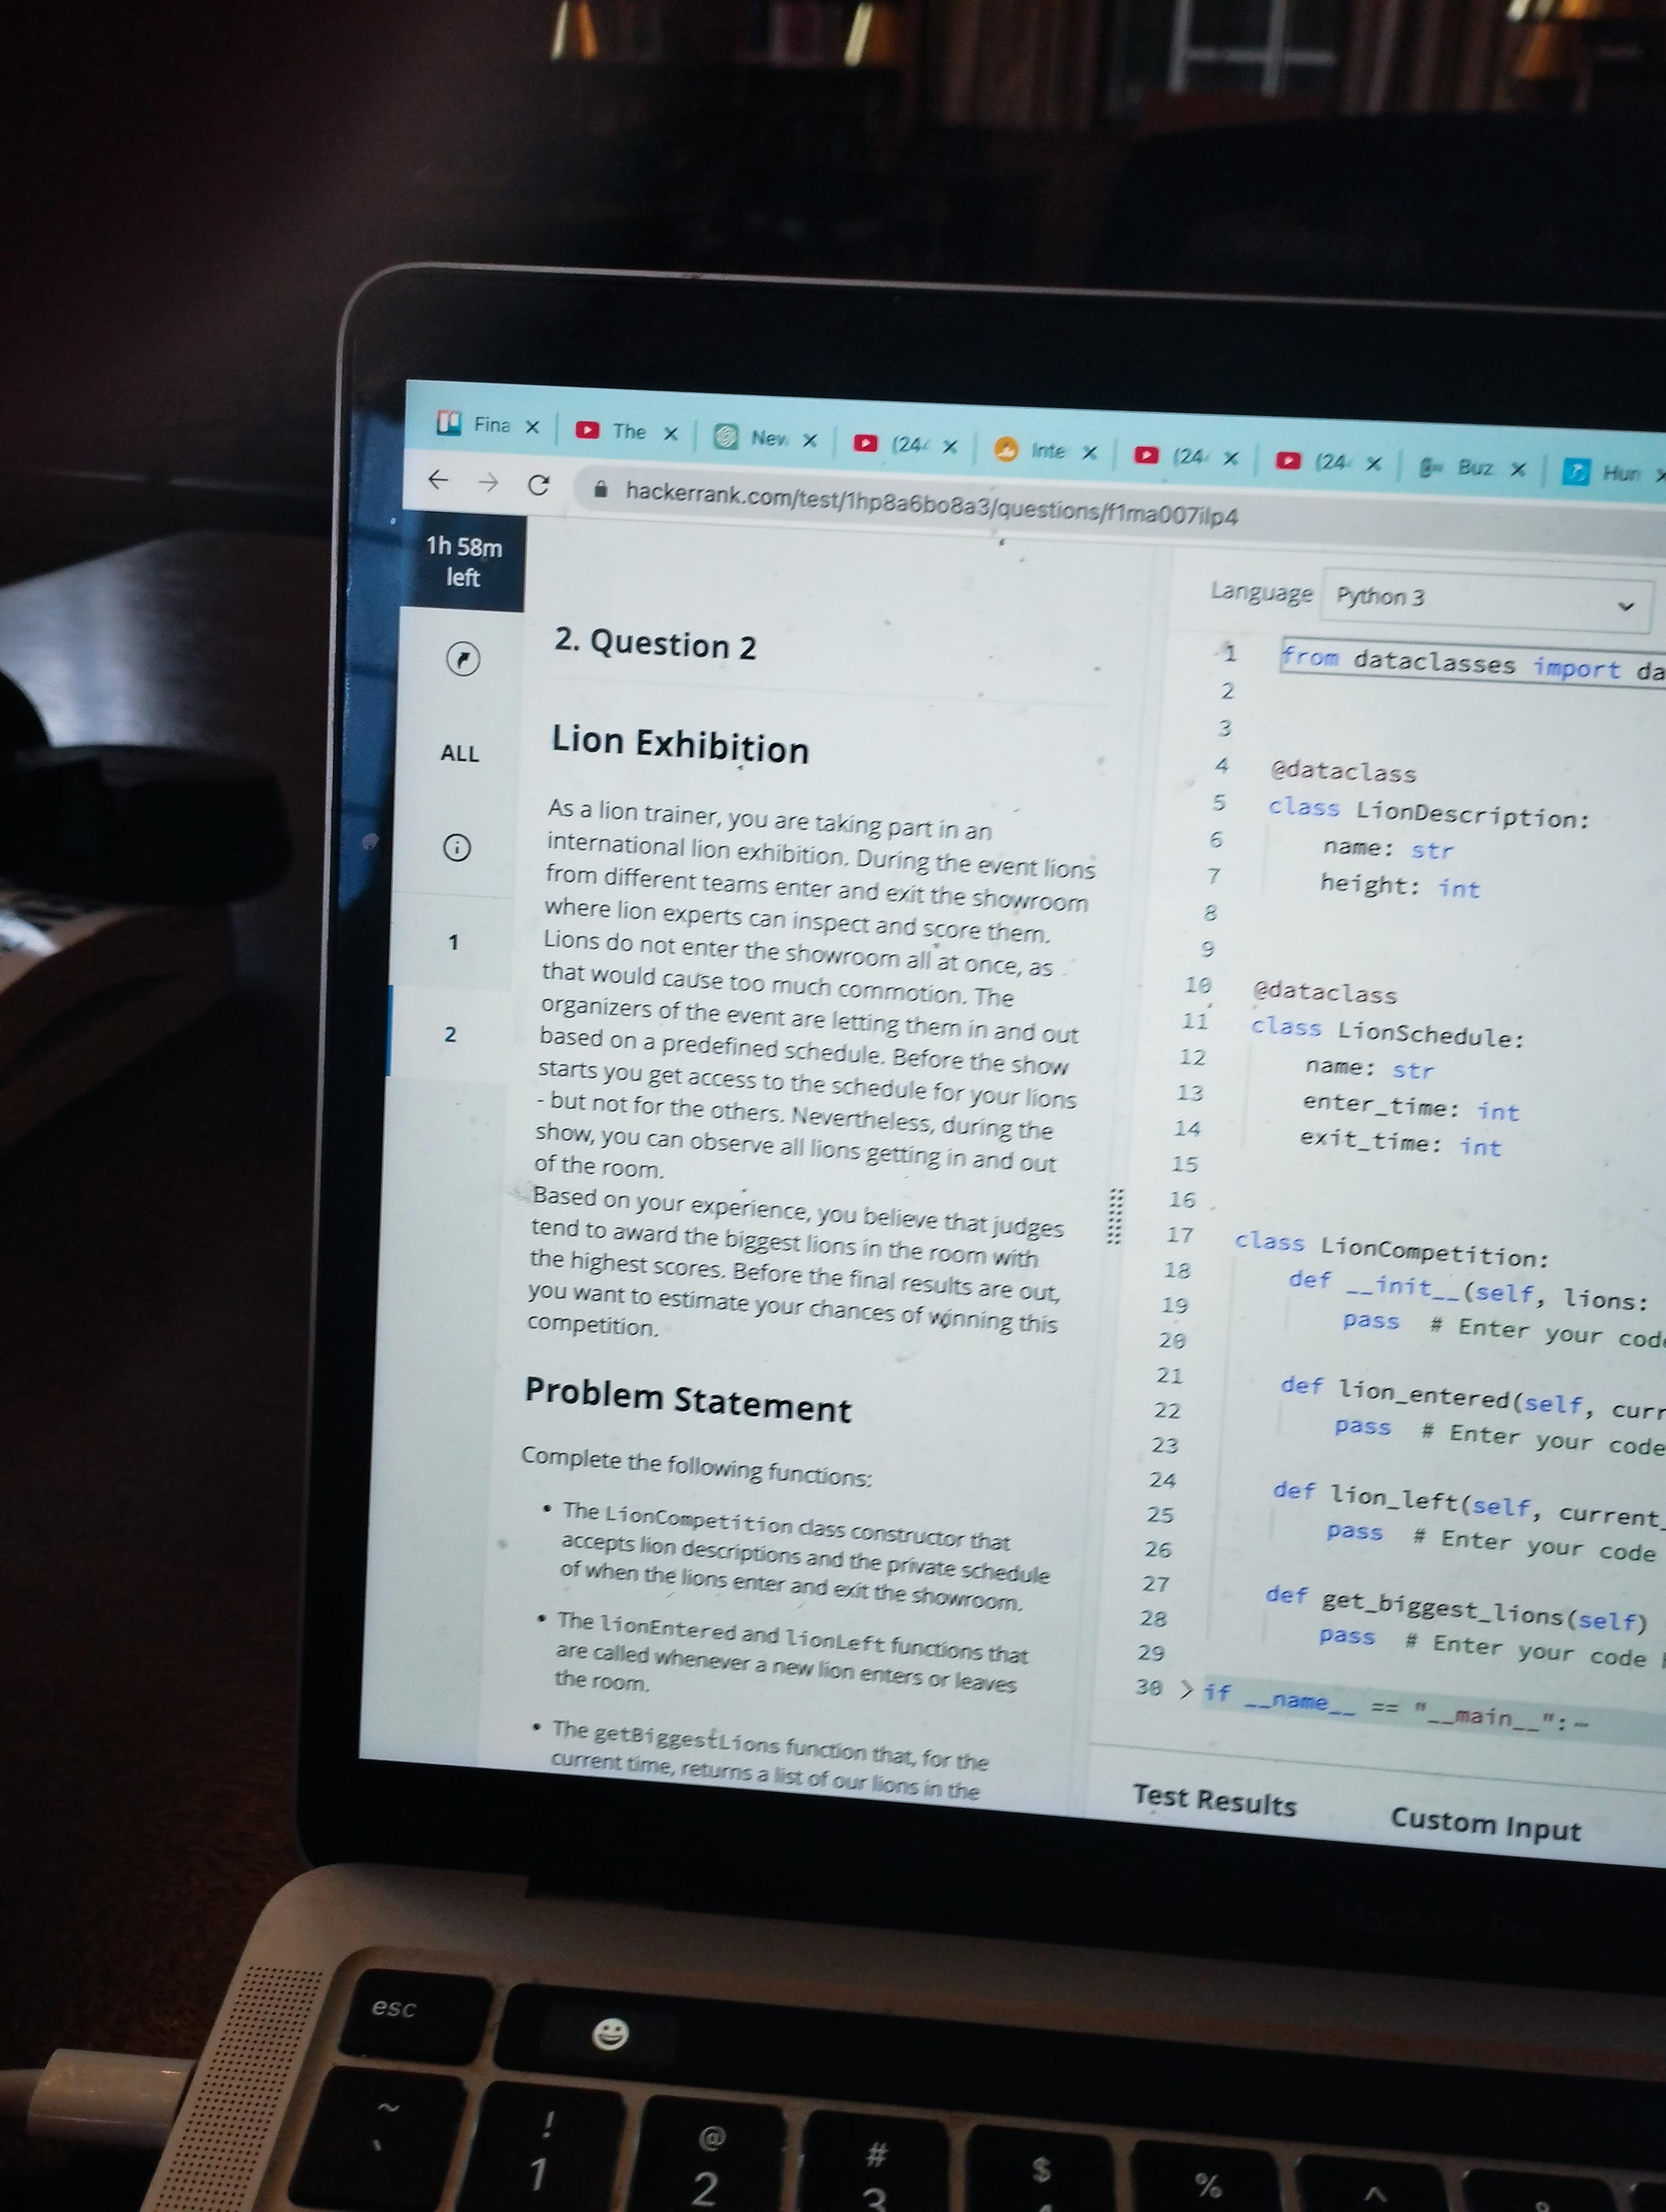 Fina
The
New
(24
Inte
(24
(24
Buz
Hun
hackerrank.com/test/1hp8a6bo8a3/questions/f1ma007ilp4
1h 58m
left
ALL
1
2
2. Question 2
Lion Exhibition
As a lion trainer, you are taking part in an
international lion exhibition. During the event lions
from different teams enter and exit the showroom
where lion experts can inspect and score them.
Lions do not enter the showroom all at once, as
that would cause too much commotion. The
organizers of the event are letting them in and out
based on a predefined schedule. Before the show
starts you get access to the schedule for your lions
- but not for the others. Nevertheless, during the
show, you can observe all lions getting in and out
of the room.
Based on your experience, you believe that judges
tend to award the biggest lions in the room with
the highest scores. Before the final results are out,
you want to estimate your chances of winning this
competition.
Problem Statement
Complete the following functions:
• The LionCompetition class constructor that
accepts lion descriptions and the private schedule
of when the lions enter and exit the showroom.
• The lionEntered and lionLeft functions that
are called whenever a new lion enters or leaves
the room.
• The getBiggestLions function that, for the
current time, returns a list of our lions in the
Language Python 3
1 from dataclasses import da
2
3
4 @dataclass
5 class LionDescription:
6 name: str
7 height: int
8
9
10 @dataclass
11 class LionSchedule:
12 name: str
13 enter_time: int
14 exit_time: int
15
16
17 class LionCompetition:
18 def __init__(self, lions:
19 pass # Enter your code
20
21 def lion_entered(self, curr
22 pass # Enter your code
23
24 def lion_left(self, current_
25 pass # Enter your code
26
27 def get_biggest_lions(self)
28 pass # Enter your code
29
30 > if __name__ == "__main__":⋯
Test Results
Custom Input
esc
~
`
!
1
@
2
#
3
$
%
^